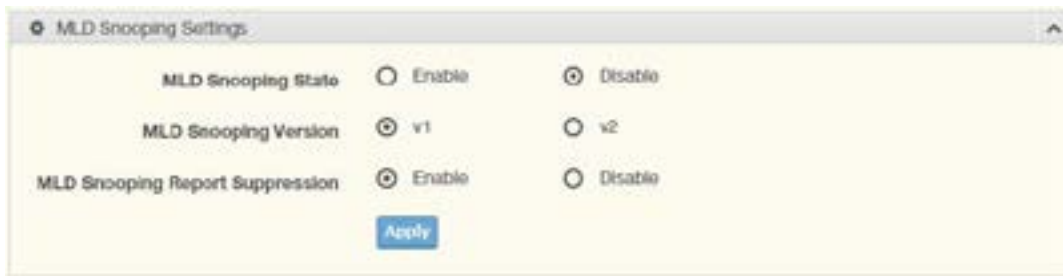 MLD Snooping Settings
MLD Snooping State Enable Disable
MLD Snooping Version v1 v2
MLD Snooping Report Suppression Enable Disable
Apply